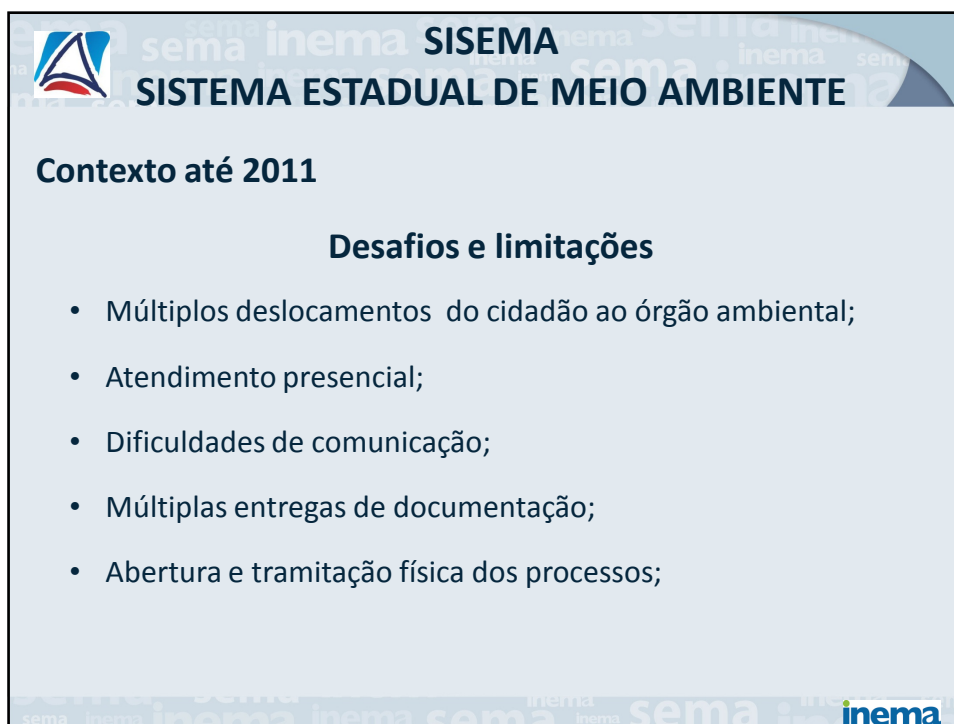 SISEMA
SISTEMA ESTADUAL DE MEIO AMBIENTE
Contexto até 2011
Desafios e limitações
• Múltiplos deslocamentos do cidadão ao órgão ambiental;
• Atendimento presencial;
• Dificuldades de comunicação;
• Múltiplas entregas de documentação;
• Abertura e tramitação física dos processos;
inema